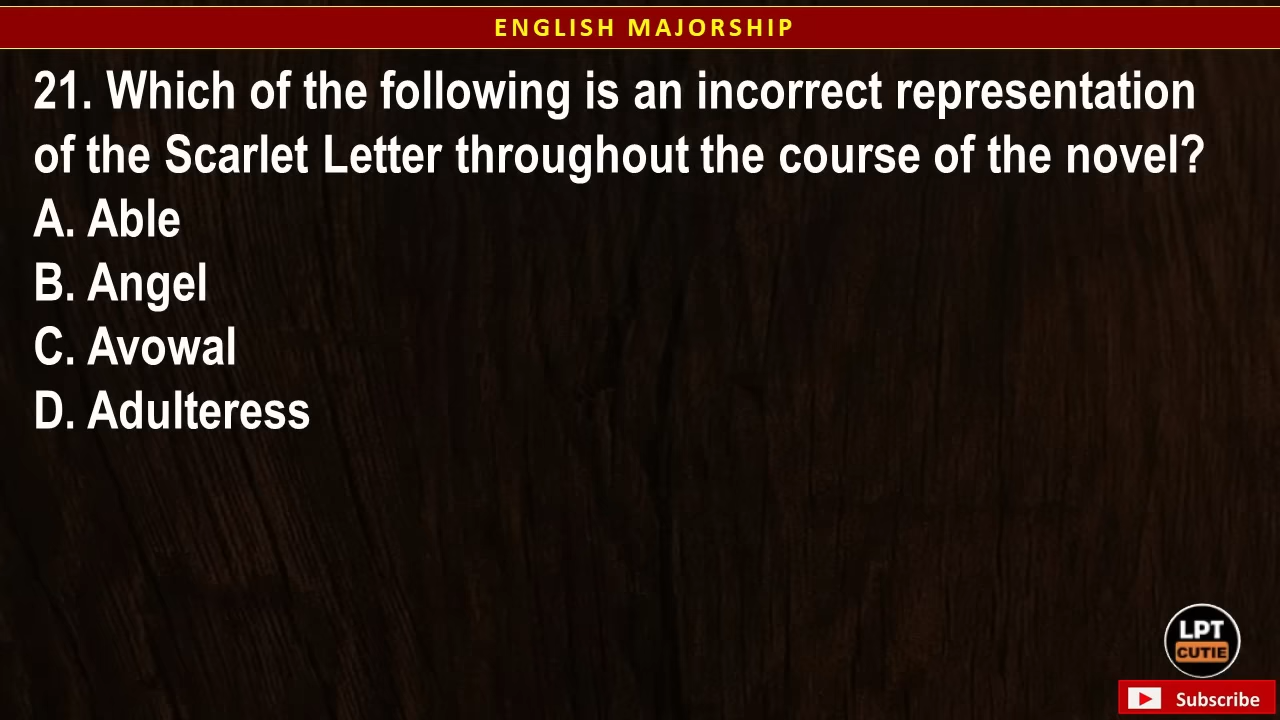 ENGLISH MAJORSHIP
21. Which of the following is an incorrect representation
of the Scarlet Letter throughout the course of the novel?
A. Able
B. Angel
C. Avowal
D. Adulteress
LPT
CUTIE
Subscribe